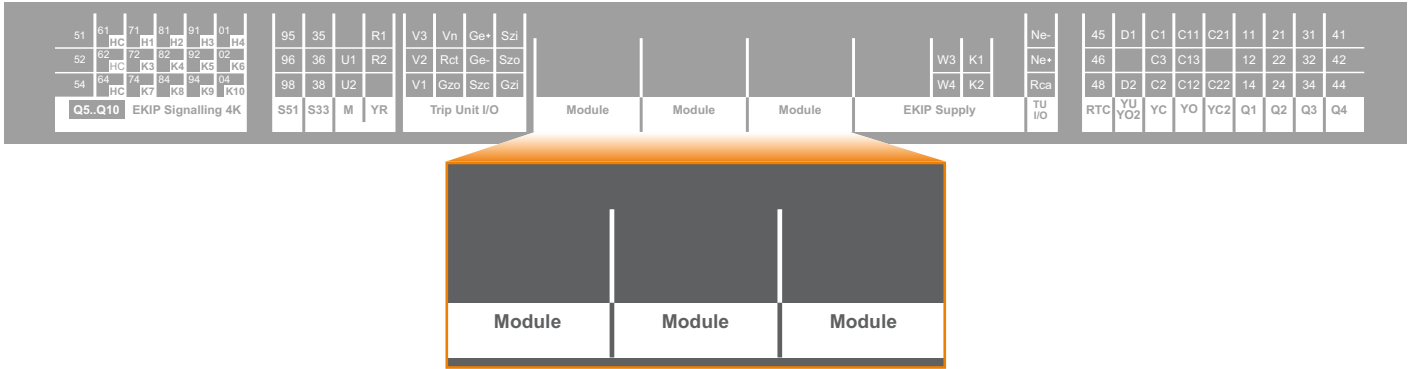 51 61 HC 71 H1 81 H2 91 H3 01 H4 95 35 R1 V3 Vn Ge+ Szi Ne- 45 D1 C1 C11 C21 11 21 31 41
52 62 HC 72 K3 82 K4 92 K5 02 K6 96 36 U1 R2 V2 Rct Ge- Szo W3 K1 Ne+ 46 C3 C13 12 22 32 42
54 64 HC 74 K7 84 K8 94 K9 04 K10 98 38 U2 V1 Gzo Szc Gzi W4 K2 Rca 48 D2 C2 C12 C22 14 24 34 44
Q5..Q10 EKIP Signalling 4K S51 S33 M YR Trip Unit I/O Module Module Module EKIP Supply TU I/O RTC YU YO2 YC YO YC2 Q1 Q2 Q3 Q4
Module Module Module